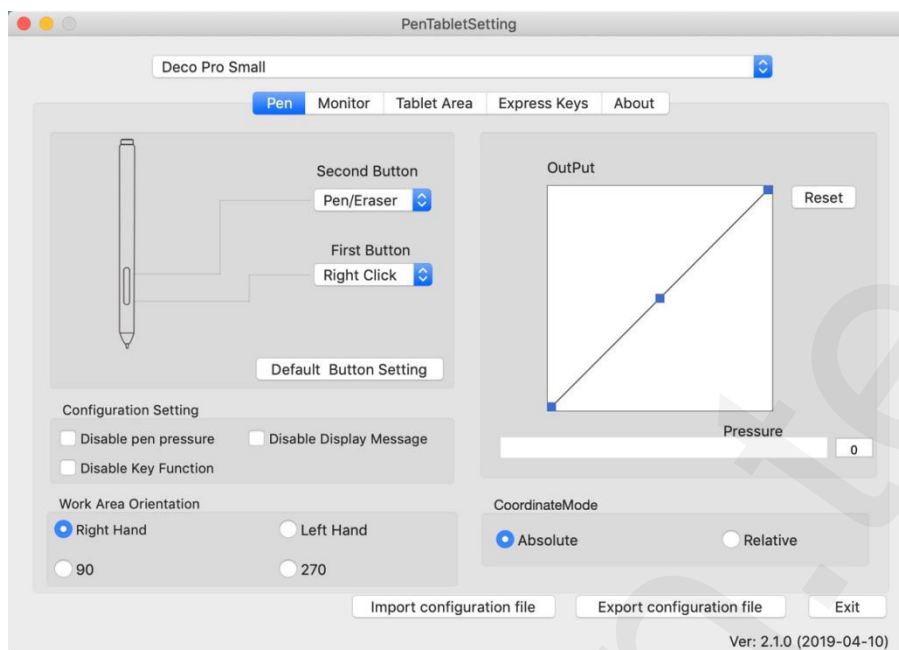 PenTabletSetting
Deco Pro Small
Pen Monitor Tablet Area Express Keys About
Second Button
Pen/Eraser
First Button
Right Click
Default Button Setting
OutPut
Reset
Pressure
0
Configuration Setting
Disable pen pressure Disable Display Message
Disable Key Function
Work Area Orientation
Right Hand Left Hand
90 270
CoordinateMode
Absolute Relative
Import configuration file Export configuration file Exit
Ver: 2.1.0 (2019-04-10)